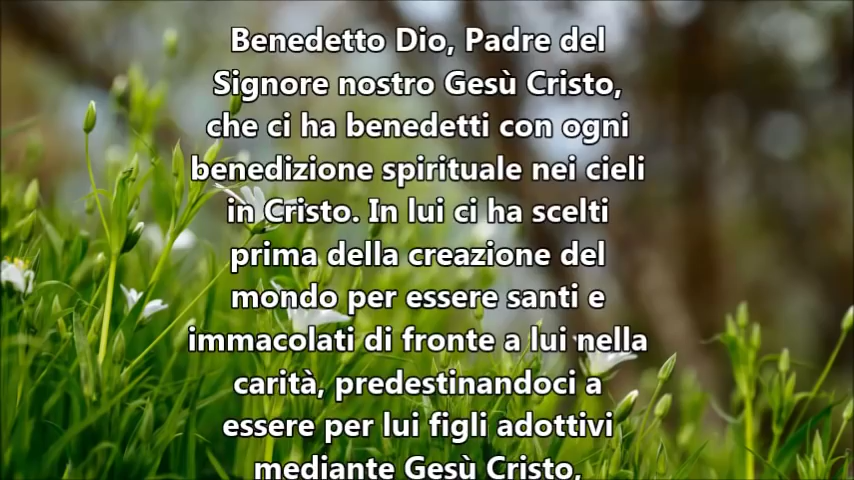 Benedetto Dio, Padre del
Signore nostro Gesù Cristo,
che ci ha benedetti con ogni
benedizione spirituale nei cieli
in Cristo. In lui ci ha scelti
prima della creazione del
mondo per essere santi e
immacolati di fronte a lui nella
carità, predestinandoci a
essere per lui figli adottivi
mediante Gesù Cristo,